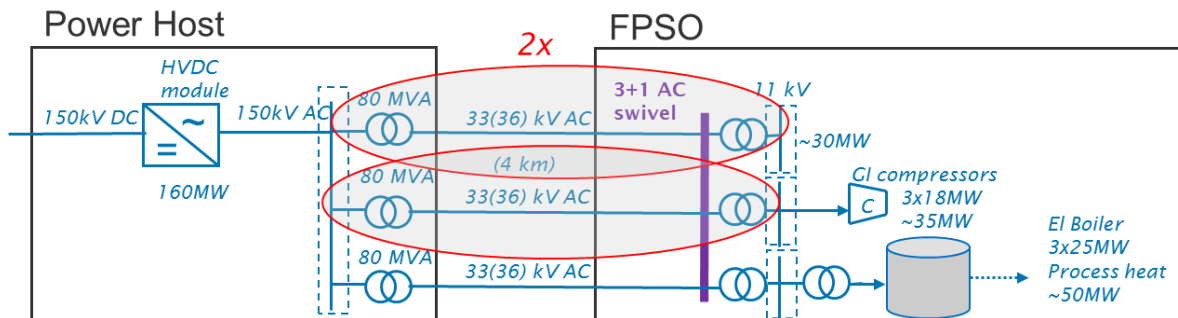 Power Host
FPSO
2x
HVDC
module
3+1 AC
swivel
11 kV
80 MVA
150kV DC
150kV AC
33(36) kV AC
~
=
~30MW
(4 km)
160MW
80 MVA
33(36) kV AC
GI compressors
3x18MW
~35MW
C
El Boiler
3x25MW
Process heat
~50MW
80 MVA
33(36) kV AC